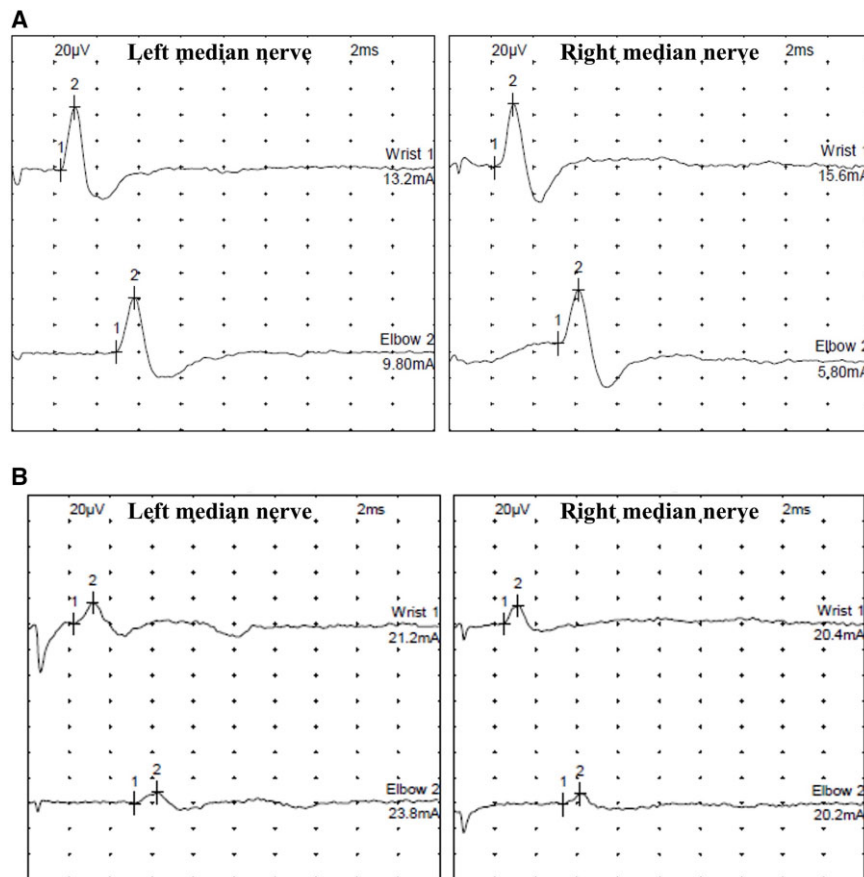 A
20µV Left median nerve 2ms
2
1
Wrist 1
13.2mA
2
1
Elbow 2
9.80mA
20µV Right median nerve 2ms
2
1
Wrist 1
15.6mA
2
1
Elbow 2
5.80mA
B
20µV Left median nerve 2ms
2
1
Wrist 1
21.2mA
2
1
Elbow 2
23.8mA
20µV Right median nerve 2ms
2
1
Wrist 1
20.4mA
2
1
Elbow 2
20.2mA